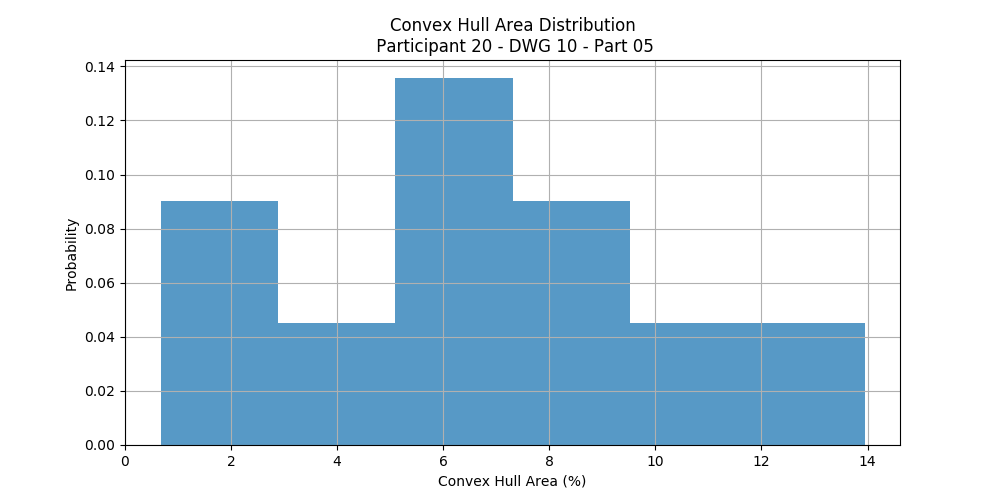 Convex Hull Area Distribution
Participant 20 - DWG 10 - Part 05
0.14
0.12
0.10
0.08
0.06
0.04
0.02
0.00
Probability
0 2 4 6 8 10 12 14
Convex Hull Area (%)